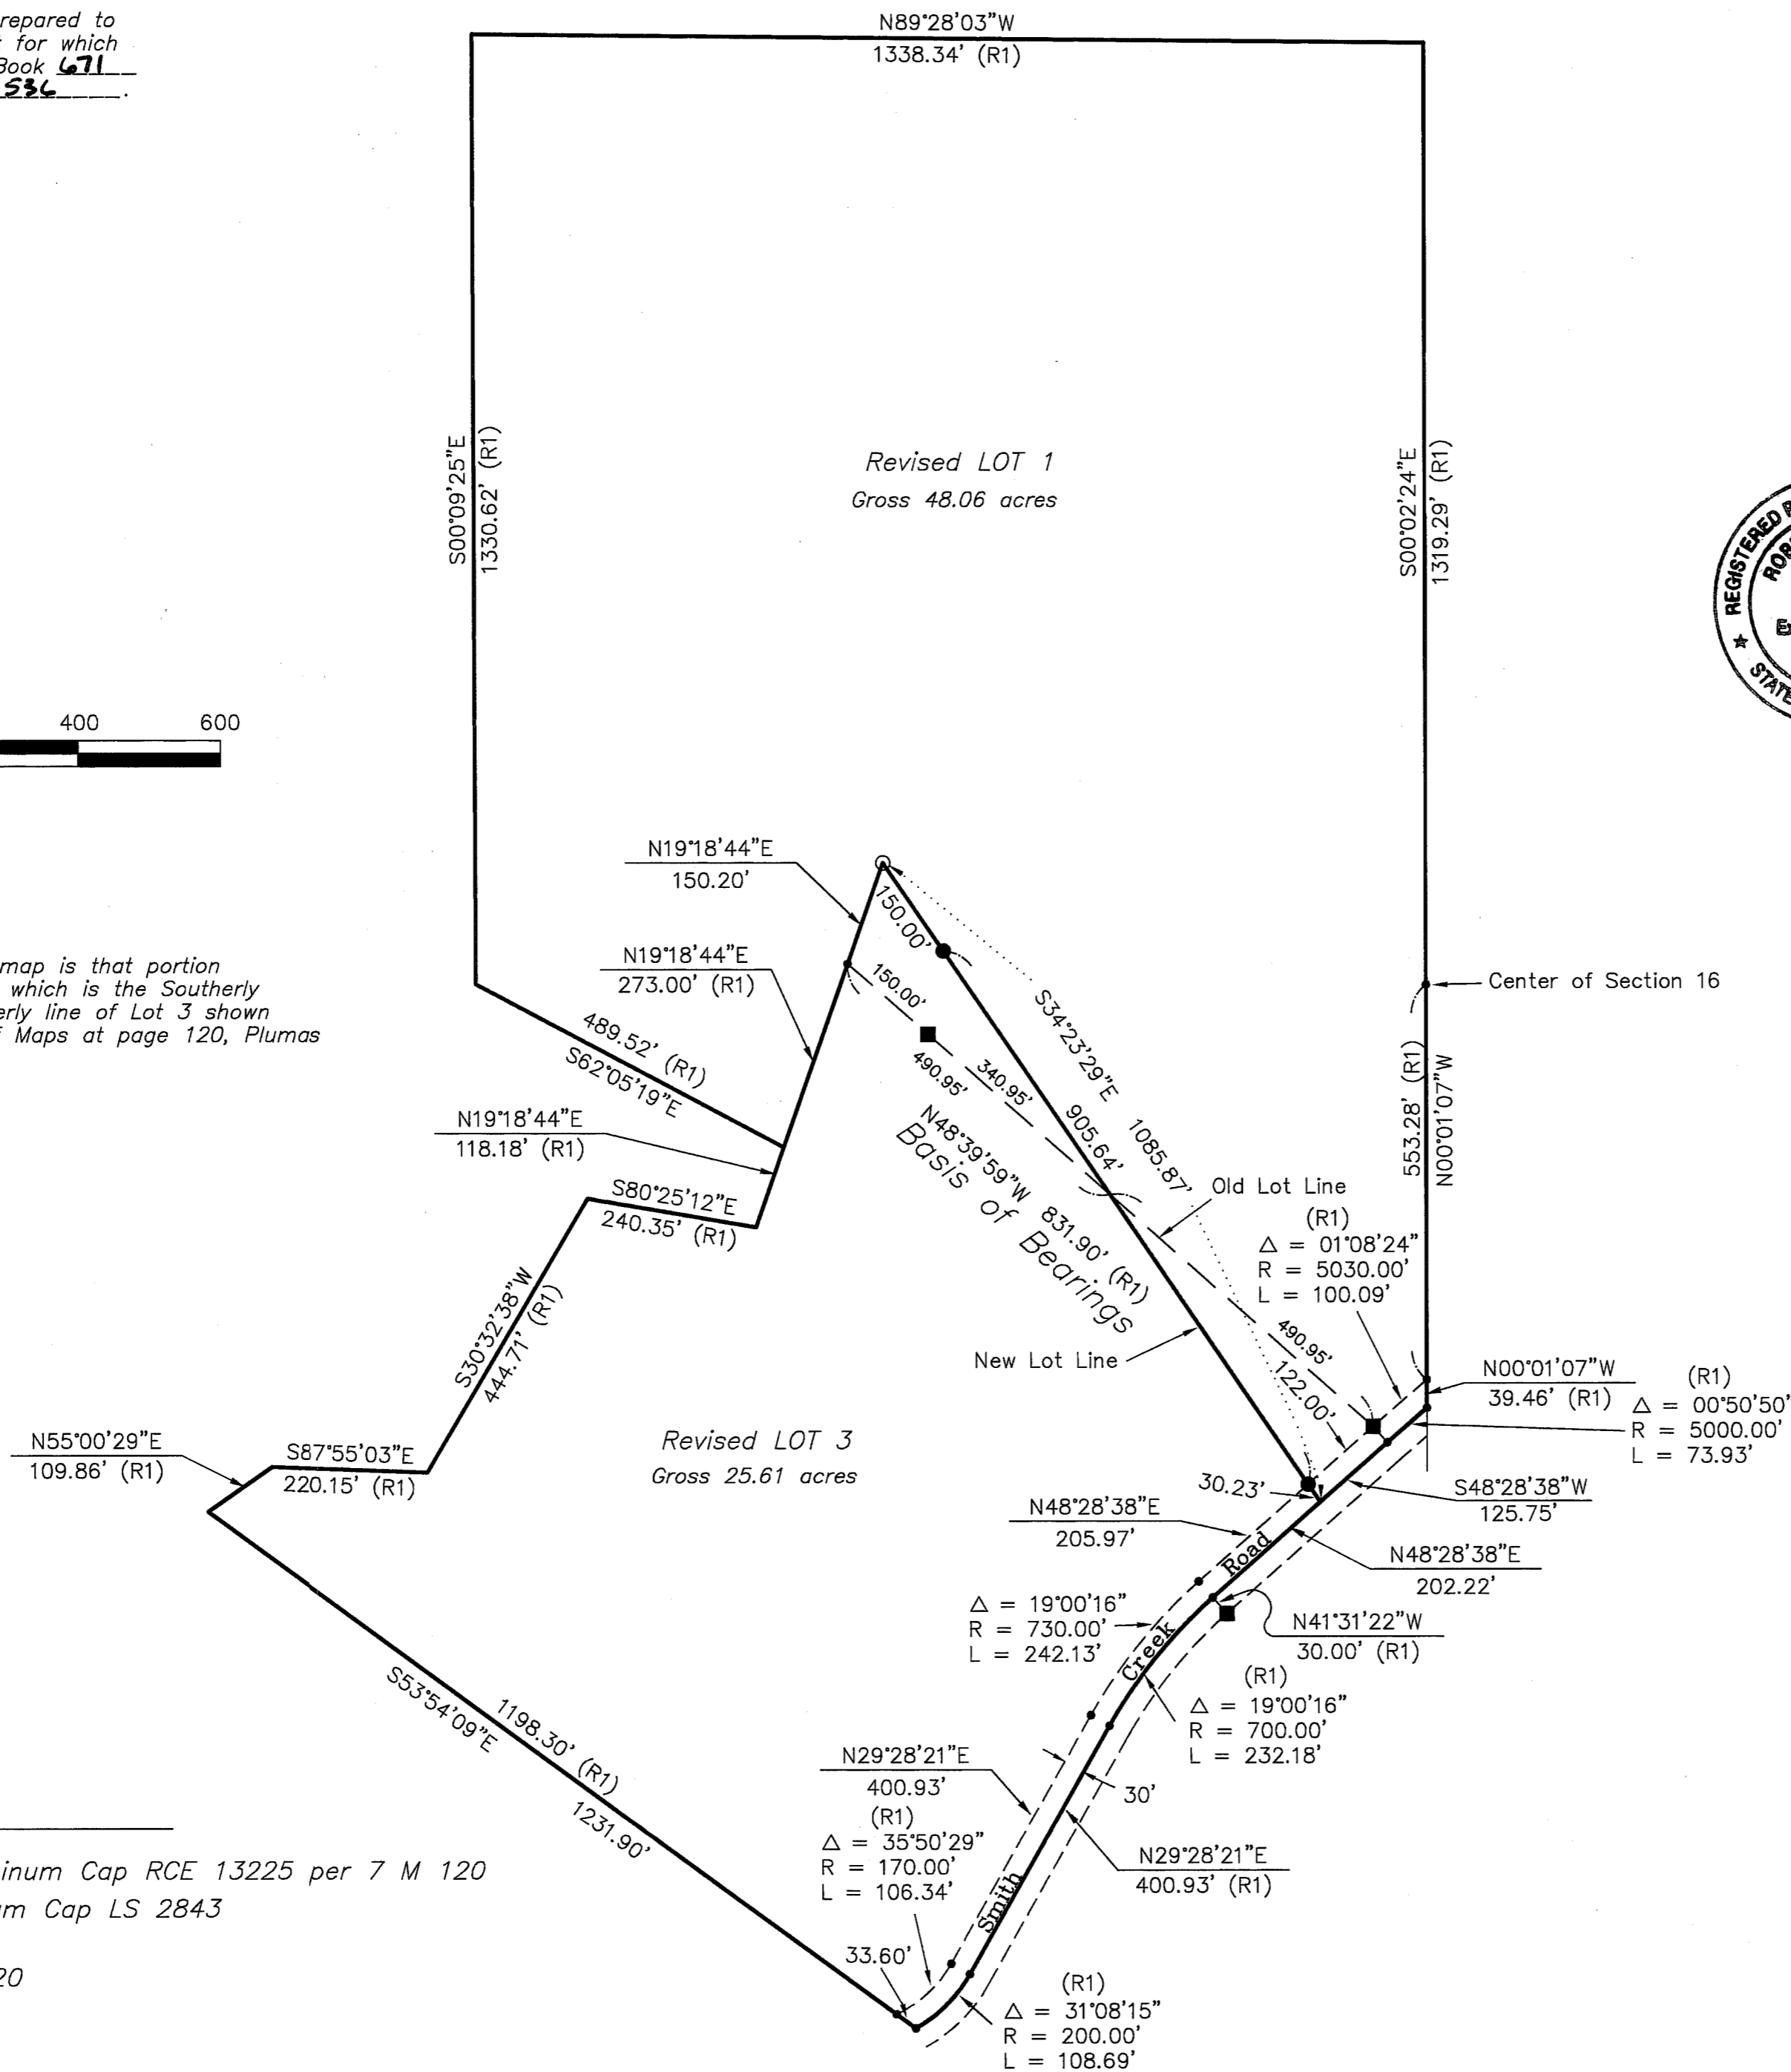 repared to
t for which
Book 671
536 .
N89°28'03"W
1338.34' (R1)
S00°09'25"E
1330.62' (R1)
Revised LOT 1
Gross 48.06 acres
S00°02'24"E
1319.29' (R1)
REGISTERED
ROB
E
STATE
400 600
N19°18'44"E
150.20'
N19°18'44"E
273.00' (R1)
map is that portion
which is the Southerly
erly line of Lot 3 shown
f Maps at page 120, Plumas
150.00'
150.00'
S34°23'29"E
1085.87'
905.64'
490.95'
340.95'
N48°39'59"W 831.90' (R1)
Basis of Bearings
Center of Section 16
553.28' (R1)
N00°01'07"W
489.52' (R1)
S62°05'19"E
N19°18'44"E
118.18' (R1)
S80°25'12"E
240.35' (R1)
Old Lot Line
(R1)
Δ = 01°08'24"
R = 5030.00'
L = 100.09'
S30°32'38"W
444.71' (R1)
New Lot Line
490.95'
122.00'
N00°01'07"W
39.46' (R1)
(R1)
Δ = 00°50'50"
R = 5000.00'
L = 73.93'
N55°00'29"E
109.86' (R1)
S87°55'03"E
220.15' (R1)
Revised LOT 3
Gross 25.61 acres
30.23'
S48°28'38"W
125.75'
N48°28'38"E
205.97'
N48°28'38"E
202.22'
Δ = 19°00'16"
R = 730.00'
L = 242.13'
N41°31'22"W
30.00' (R1)
Smith Creek Road
(R1)
Δ = 19°00'16"
R = 700.00'
L = 232.18'
S53°54'09"E
1198.30' (R1)
1231.90'
N29°28'21"E
400.93'
(R1)
Δ = 35°50'29"
R = 170.00'
L = 106.34'
30'
N29°28'21"E
400.93' (R1)
33.60'
(R1)
Δ = 31°08'15"
R = 200.00'
L = 108.69'
inum Cap RCE 13225 per 7 M 120
m Cap LS 2843
20